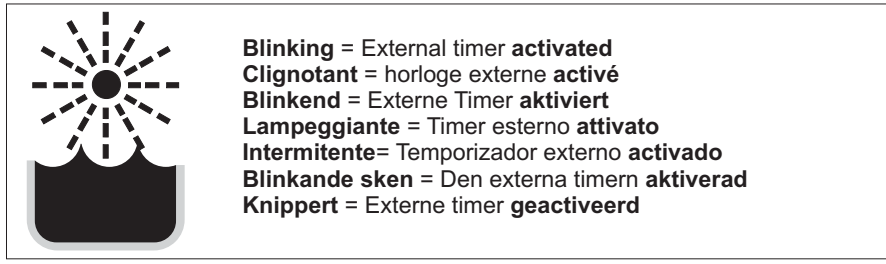 Blinking = External timer activated
Clignotant = horloge externe activé
Blinkend = Externe Timer aktiviert
Lampeggiante = Timer esterno attivato
Intermitente= Temporizador externo activado
Blinkande sken = Den externa timern aktiverad
Knippert = Externe timer geactiveerd